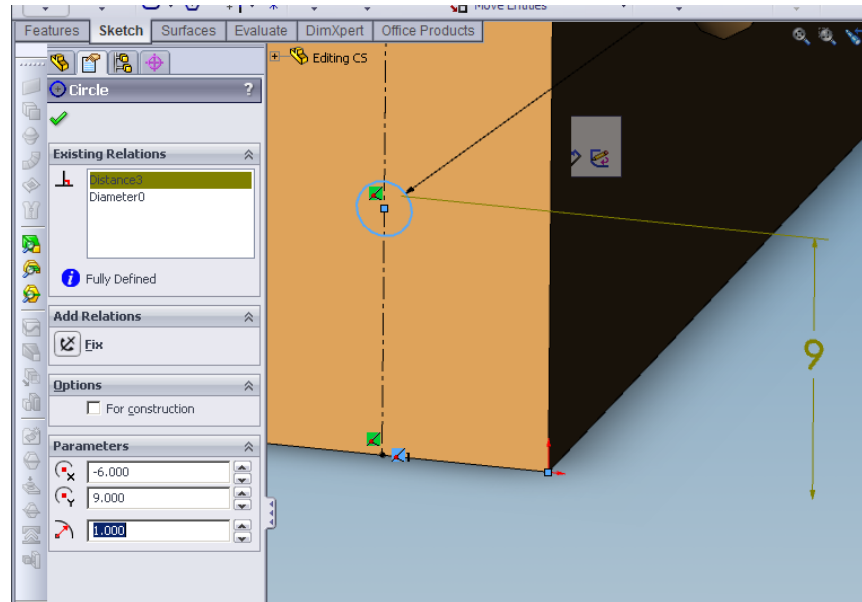 Move Entities
Features Sketch Surfaces Evaluate DimXpert Office Products
Editing CS
Circle ?
Existing Relations
Distance3
Diameter0
Fully Defined
Add Relations
Fix
Options
For construction
Parameters
-6.000
9.000
1.000
9